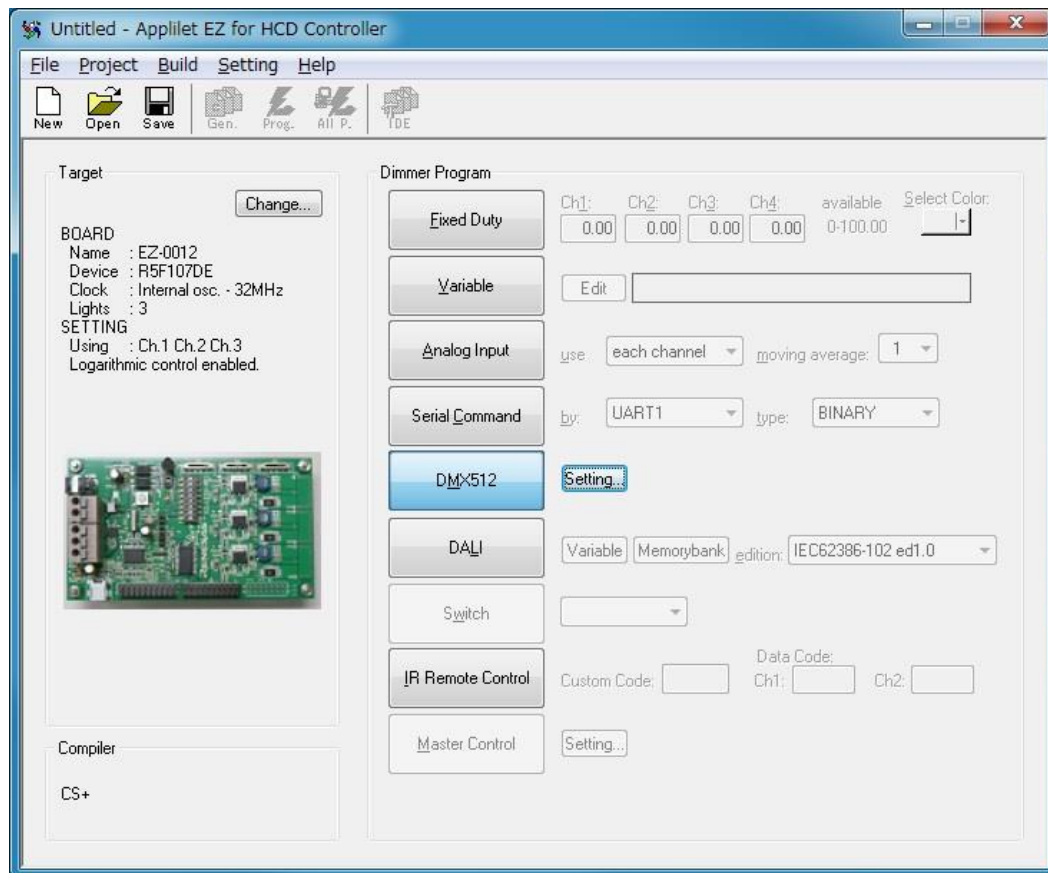 Untitled - Applilet EZ for HCD Controller
File Project Build Setting Help
New Open Save Gen. Prog. All P. IDE
Target
Change...
BOARD
Name : EZ-0012
Device : R5F107DE
Clock : Internal osc. - 32MHz
Lights : 3
SETTING
Using : Ch.1 Ch.2 Ch.3
Logarithmic control enabled.
Compiler
CS+
Dimmer Program
Fixed Duty Ch1: Ch2: Ch3: Ch4: available Select Color:
0.00 0.00 0.00 0.00 0-100.00
Variable Edit
Analog Input use each channel moving average: 1
Serial Command by: UART1 type: BINARY
DMX512 Setting...
DALI Variable Memorybank edition: IEC62386-102 ed1.0
Switch
IR Remote Control Custom Code: Data Code:
Ch1: Ch2:
Master Control Setting...